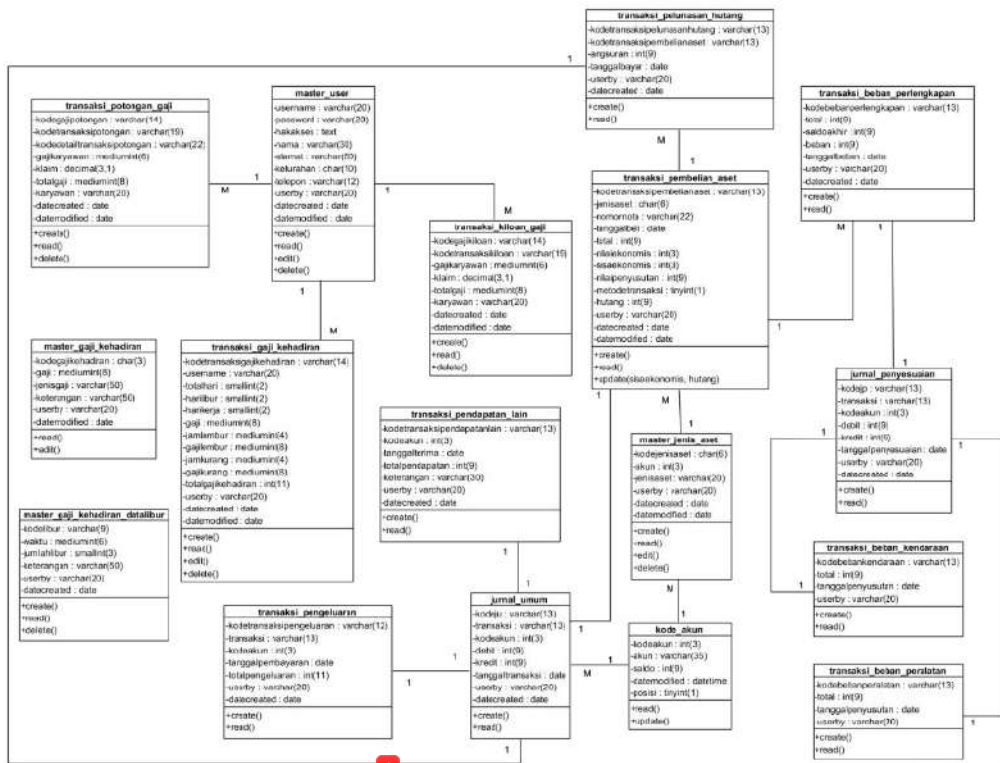 transaksi_pelunasan_hutang
-kodetransaksipelunasanhutang : varchar(13)
-kodetransaksipembelianaset : varchar(13)
-angsuran : int(9)
-tanggalbayar : date
-userby : varchar(20)
-datecreated : date
+create()
+read()
transaksi_potongan_gaji
-kodegajipotongan : varchar(14)
-kodetransaksipotongan : varchar(19)
-kodedetailtransaksipotongan : varchar(22)
-gajikaryawan : mediumint(6)
-klaim : decimal(3,1)
-totalgaji : mediumint(8)
-karyawan : varchar(20)
-datecreated : date
-datemodified : date
+create()
+read()
+delete()
master_user
-username : varchar(20)
-password : varchar(20)
-hakakses : text
-nama : varchar(30)
-alamat : varchar(50)
-kelurahan : char(10)
-telepon : varchar(12)
-userby : varchar(20)
-datecreated : date
-datemodified : date
+create()
+read()
+edit()
+delete()
transaksi_beban_perlengkapan
-kodebebanperlengkapan : varchar(13)
-total : int(9)
-saldoakhir : int(9)
-beban : int(9)
-tanggalbeban : date
-userby : varchar(20)
-datecreated : date
+create()
+read()
transaksi_pembelian_aset
-kodetransaksipembelianaset : varchar(13)
-jenisaset : char(6)
-nomornota : varchar(22)
-tanggalbeli : date
-total : int(9)
-nilaiekonomis : int(3)
-sisaekonomis : int(3)
-nilaipenyusutan : int(9)
-metodetransaksi : tinyint(1)
-hutang : int(9)
-userby : varchar(20)
-datecreated : date
-datemodified : date
+create()
+read()
+update(sisaekonomis, hutang)
transaksi_kiloan_gaji
-kodegajikiloan : varchar(14)
-kodetransaksikiloan : varchar(19)
-gajikaryawan : mediumint(6)
-klaim : decimal(3,1)
-totalgaji : mediumint(8)
-karyawan : varchar(20)
-datecreated : date
-datemodified : date
+create()
+read()
+delete()
master_gaji_kehadiran
-kodegajikehadiran : char(3)
-gaji : mediumint(8)
-jenisgaji : varchar(50)
-keterangan : varchar(50)
-userby : varchar(20)
-datemodified : date
+read()
+edit()
transaksi_gaji_kehadiran
-kodetransaksigajikehadiran : varchar(14)
-username : varchar(20)
-totalhari : smallint(2)
-harilibur : smallint(2)
-harikerja : smallint(2)
-gaji : mediumint(8)
-jamlembur : mediumint(4)
-gajilembur : mediumint(8)
-jamkurang : mediumint(4)
-gajikurang : mediumint(8)
-totalgajikehadiran : int(11)
-userby : varchar(20)
-datecreated : date
-datemodified : date
+create()
+read()
+edit()
+delete()
jurnal_penyesuaian
-kodejp : varchar(13)
-transaksi : varchar(13)
-kodeakun : int(3)
-debit : int(9)
-kredit : int(9)
-tanggalpenyesuaian : date
-userby : varchar(20)
-datecreated : date
+create()
+read()
transaksi_pendapatan_lain
-kodetransaksipendapatanlain : varchar(13)
-kodeakun : int(3)
-tanggalterima : date
-totalpendapatan : int(9)
-keterangan : varchar(30)
-userby : varchar(20)
-datecreated : date
+create()
+read()
master_jenis_aset
-kodejenisaset : char(6)
-akun : int(3)
-jenisaset : varchar(20)
-userby : varchar(20)
-datecreated : date
-datemodified : date
+create()
+read()
+edit()
+delete()
master_gaji_kehadiran_datalibur
-kodelibur : varchar(9)
-waktu : mediumint(6)
-jumlahlibur : smallint(3)
-keterangan : varchar(50)
-userby : varchar(20)
-datecreated : date
+create()
+read()
+delete()
transaksi_beban_kendaraan
-kodebebankendaraan : varchar(13)
-total : int(9)
-tanggalpenyusutan : date
-userby : varchar(20)
+create()
+read()
transaksi_pengeluaran
-kodetransaksipengeluaran : varchar(12)
-transaksi : varchar(13)
-kodeakun : int(3)
-tanggalpembayaran : date
-totalpengeluaran : int(11)
-userby : varchar(20)
-datecreated : date
+create()
+read()
jurnal_umum
-kodeju : varchar(13)
-transaksi : varchar(13)
-kodeakun : int(3)
-debit : int(9)
-kredit : int(9)
-tanggaltransaksi : date
-userby : varchar(20)
-datecreated : date
+create()
+read()
kode_akun
-kodeakun : int(3)
-akun : varchar(35)
-saldo : int(9)
-datemodified : datetime
-posisi : tinyint(1)
+read()
+update()
transaksi_beban_peralatan
-kodebebanperalatan : varchar(13)
-total : int(9)
-tanggalpenyusutan : date
-userby : varchar(20)
+create()
+read()